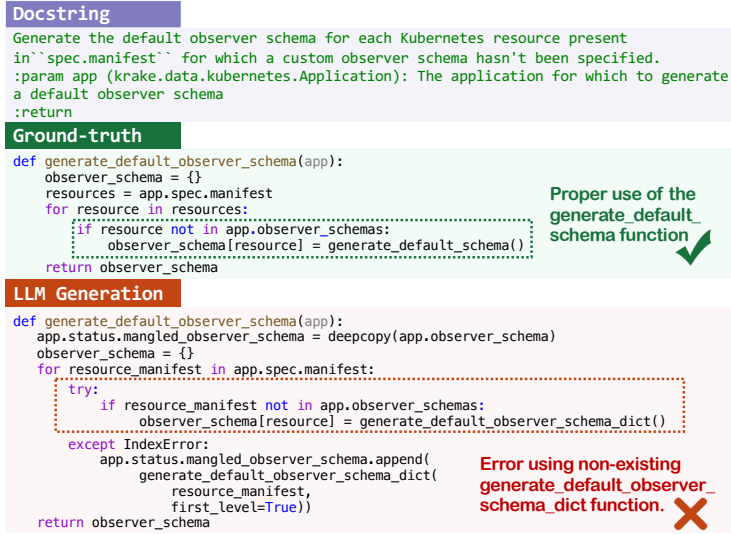 Docstring
Generate the default observer schema for each Kubernetes resource present
in``spec.manifest`` for which a custom observer schema hasn't been specified.
:param app (krake.data.kubernetes.Application): The application for which to generate
a default observer schema
:return
Ground-truth
def generate_default_observer_schema(app):
    observer_schema = {}
    resources = app.spec.manifest
    for resource in resources:
        if resource not in app.observer_schemas:
            observer_schema[resource] = generate_default_schema()
    return observer_schema
Proper use of the
generate_default_
schema function
LLM Generation
def generate_default_observer_schema(app):
    app.status.mangled_observer_schema = deepcopy(app.observer_schema)
    observer_schema = {}
    for resource_manifest in app.spec.manifest:
        try:
            if resource_manifest not in app.observer_schemas:
                observer_schema[resource] = generate_default_observer_schema_dict()
        except IndexError:
            app.status.mangled_observer_schema.append(
                generate_default_observer_schema_dict(
                    resource_manifest,
                    first_level=True))
    return observer_schema
Error using non-existing
generate_default_observer_
schema_dict function.